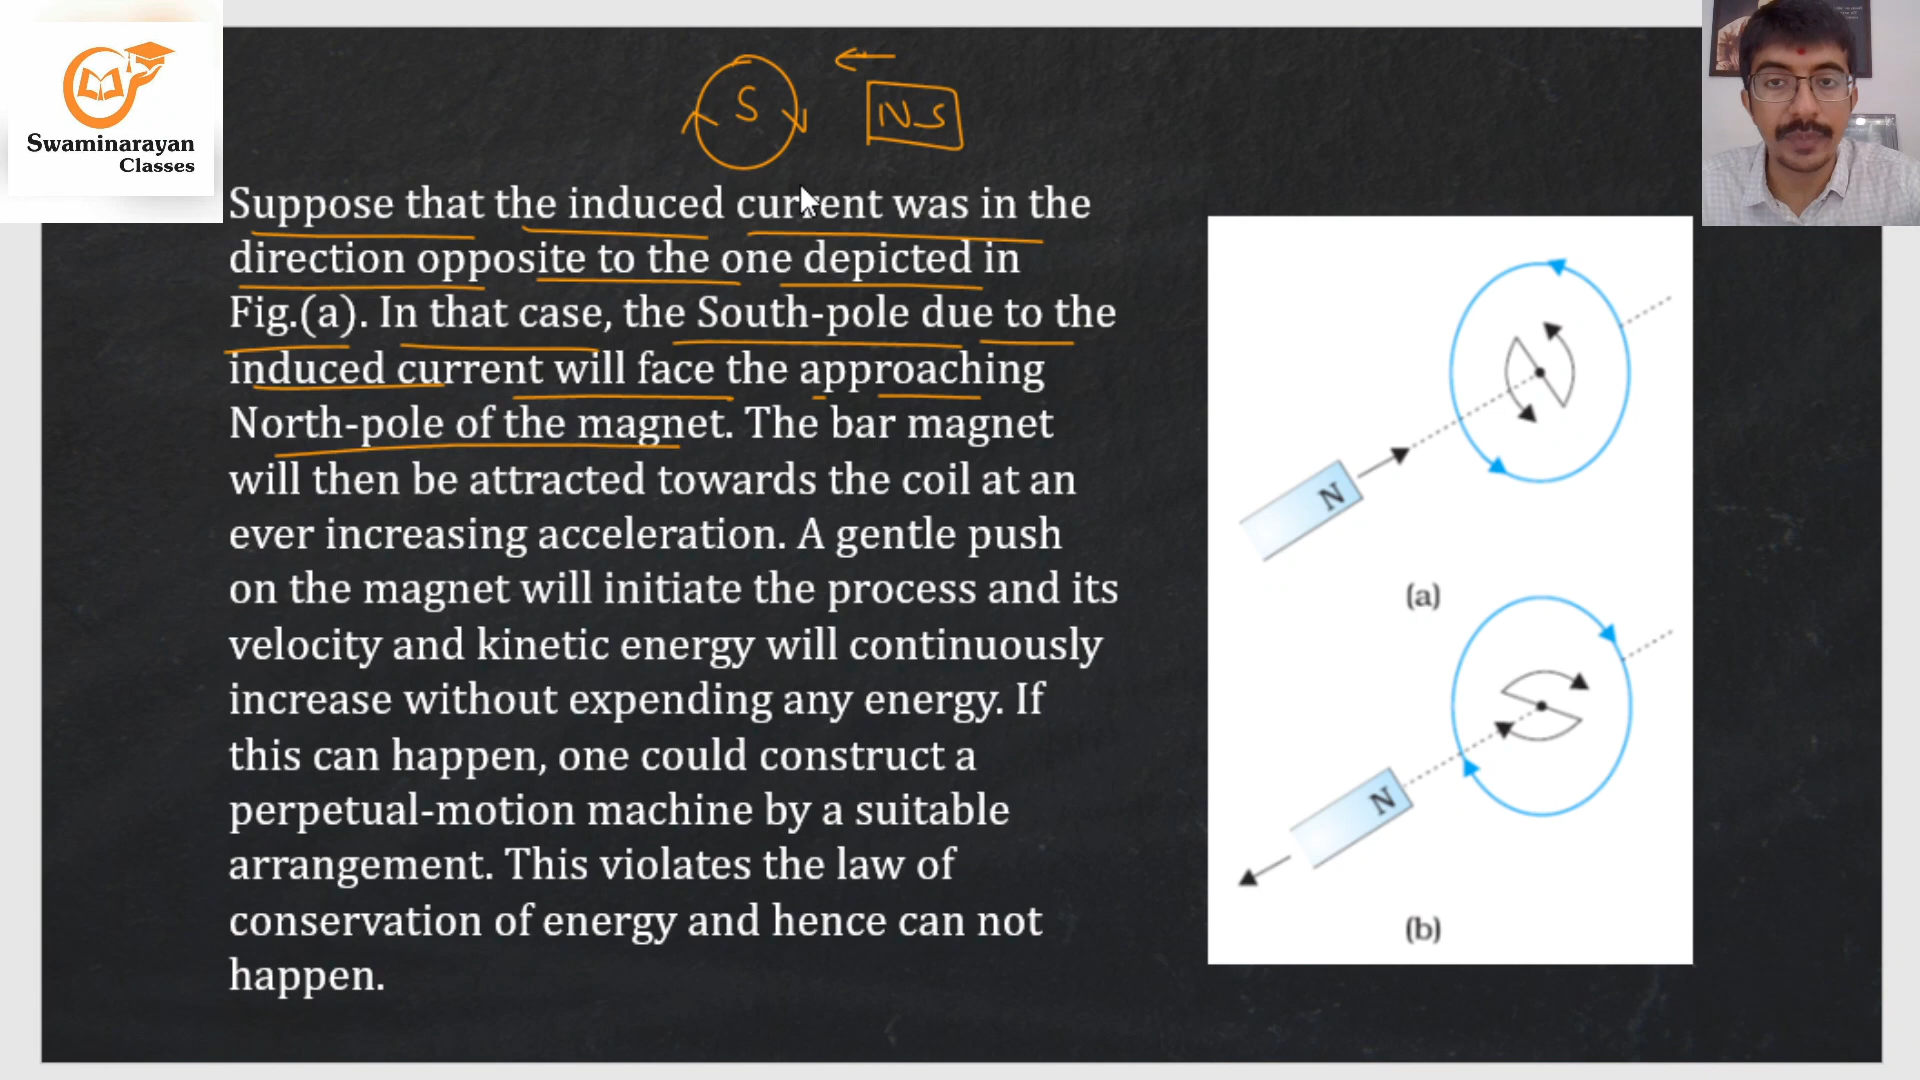 Swaminarayan
Classes
S
N S
Suppose that the induced current was in the
direction opposite to the one depicted in
Fig.(a). In that case, the South-pole due to the
induced current will face the approaching
North-pole of the magnet. The bar magnet
will then be attracted towards the coil at an
ever increasing acceleration. A gentle push
on the magnet will initiate the process and its
velocity and kinetic energy will continuously
increase without expending any energy. If
this can happen, one could construct a
perpetual-motion machine by a suitable
arrangement. This violates the law of
conservation of energy and hence can not
happen.
N
(a)
N
(b)